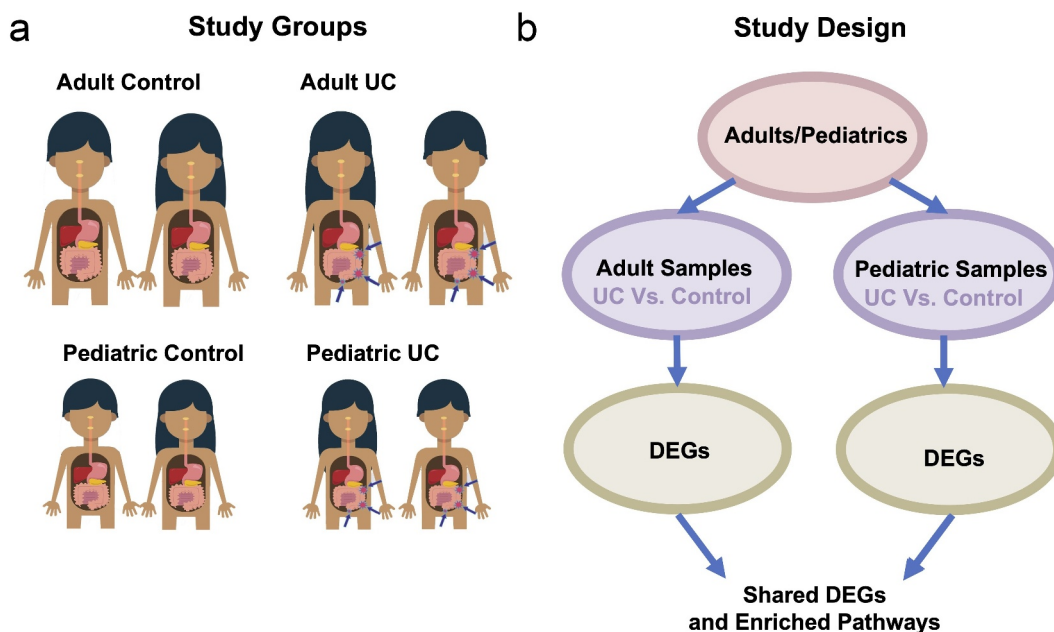 a
Study Groups
Adult Control
Adult UC
Pediatric Control
Pediatric UC
b
Study Design
Adults/Pediatrics
Adult Samples
UC Vs. Control
Pediatric Samples
UC Vs. Control
DEGs
DEGs
Shared DEGs
and Enriched Pathways